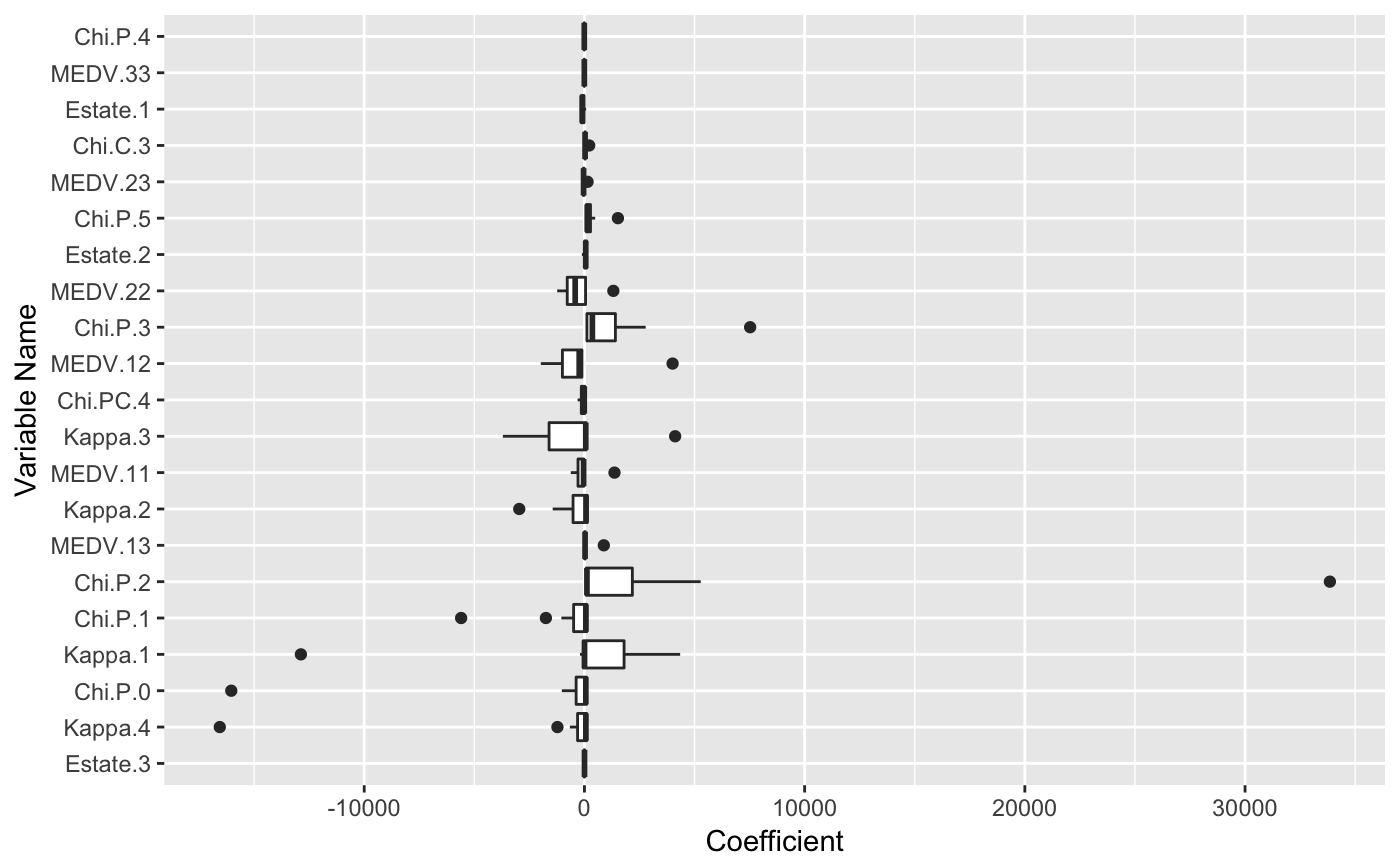 Chi.P.4
MEDV.33
Estate.1
Chi.C.3
MEDV.23
Chi.P.5
Estate.2
MEDV.22
Chi.P.3
MEDV.12
Chi.PC.4
Kappa.3
MEDV.11
Kappa.2
MEDV.13
Chi.P.2
Chi.P.1
Kappa.1
Chi.P.0
Kappa.4
Estate.3
Variable Name
-10000 0 10000 20000 30000
Coefficient